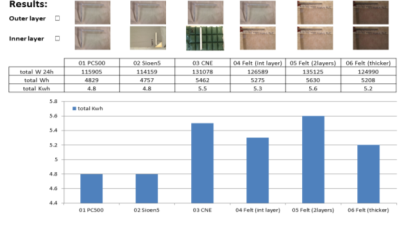 Results:
Outer layer
Inner layer
01 PC500 02 Sioen5 03 CNE 04 Felt (int layer) 05 Felt (2layers) 06 Felt (thicker)
total W 24h 115905 114159 131078 126589 135125 124990
total Wh 4829 4757 5462 5275 5630 5208
total Kwh 4.8 4.8 5.5 5.3 5.6 5.2
5.8
total Kwh
5.6
5.4
5.2
5
4.8
4.6
4.4
01 PC500 02 Sioen5 03 CNE 04 Felt (int layer) 05 Felt (2layers) 06 Felt (thicker)